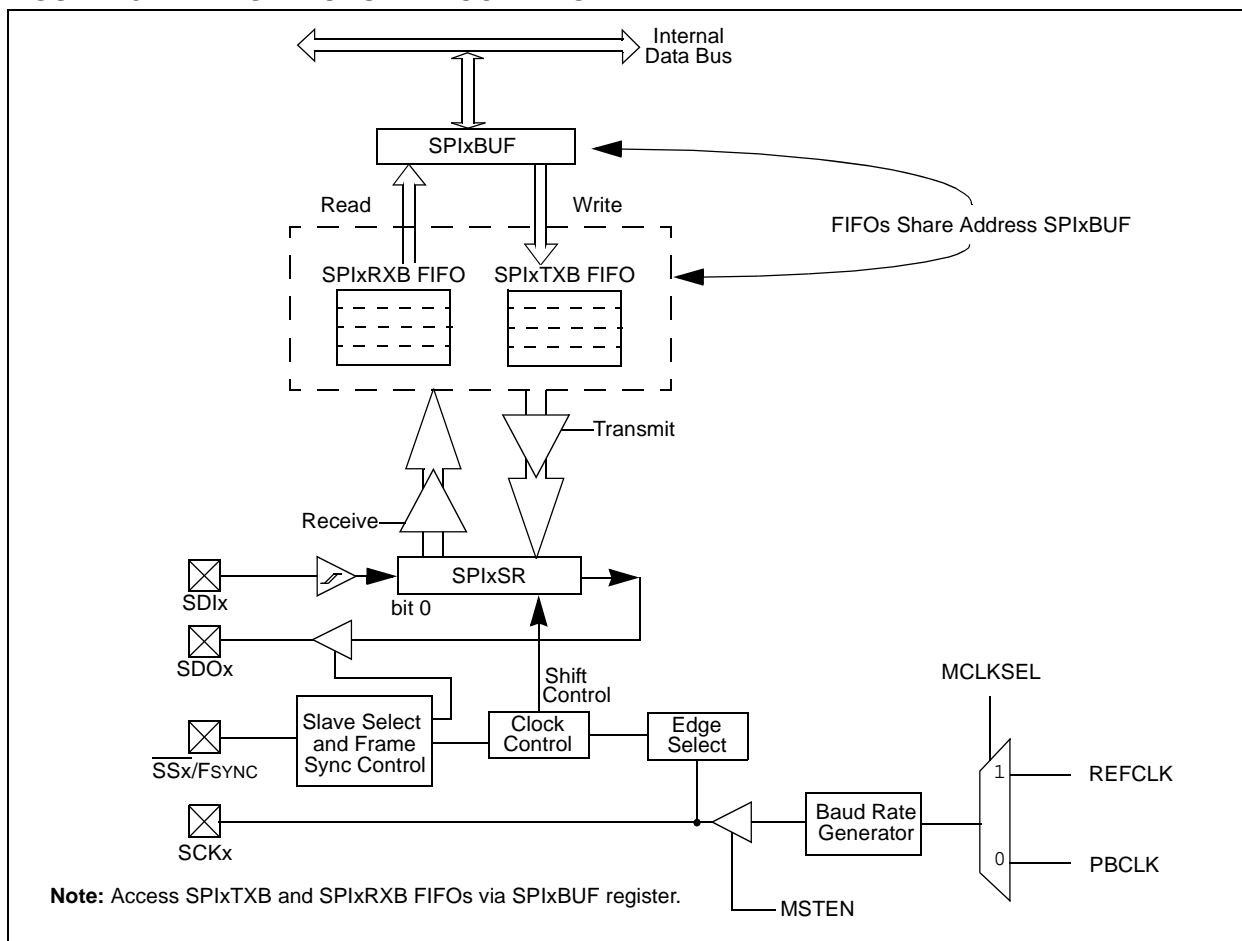 Internal
Data Bus
SPIxBUF
Read
Write
FIFOs Share Address SPIxBUF
SPIxRXB FIFO
SPIxTXB FIFO
Transmit
Receive
SPIxSR
SDIx
bit 0
SDOx
Shift
Control
MCLKSEL
Slave Select
and Frame
Sync Control
Clock
Control
Edge
Select
SSx/FSYNC
1
REFCLK
Baud Rate
Generator
SCKx
0
PBCLK
Note: Access SPIxTXB and SPIxRXB FIFOs via SPIxBUF register.
MSTEN